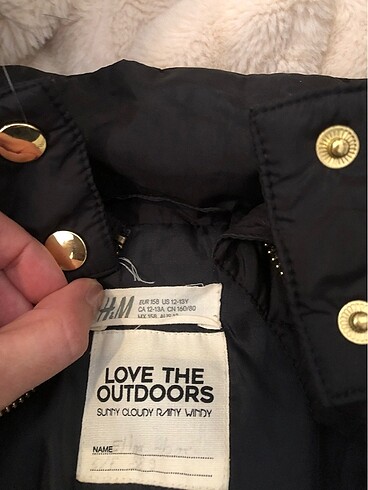 H&M
EUR 158 US 12-13Y
CA 12-13A CN 160/80
LOVE THE
OUTDOORS
SUNNY CLOUDY RAINY WINDY
NAME